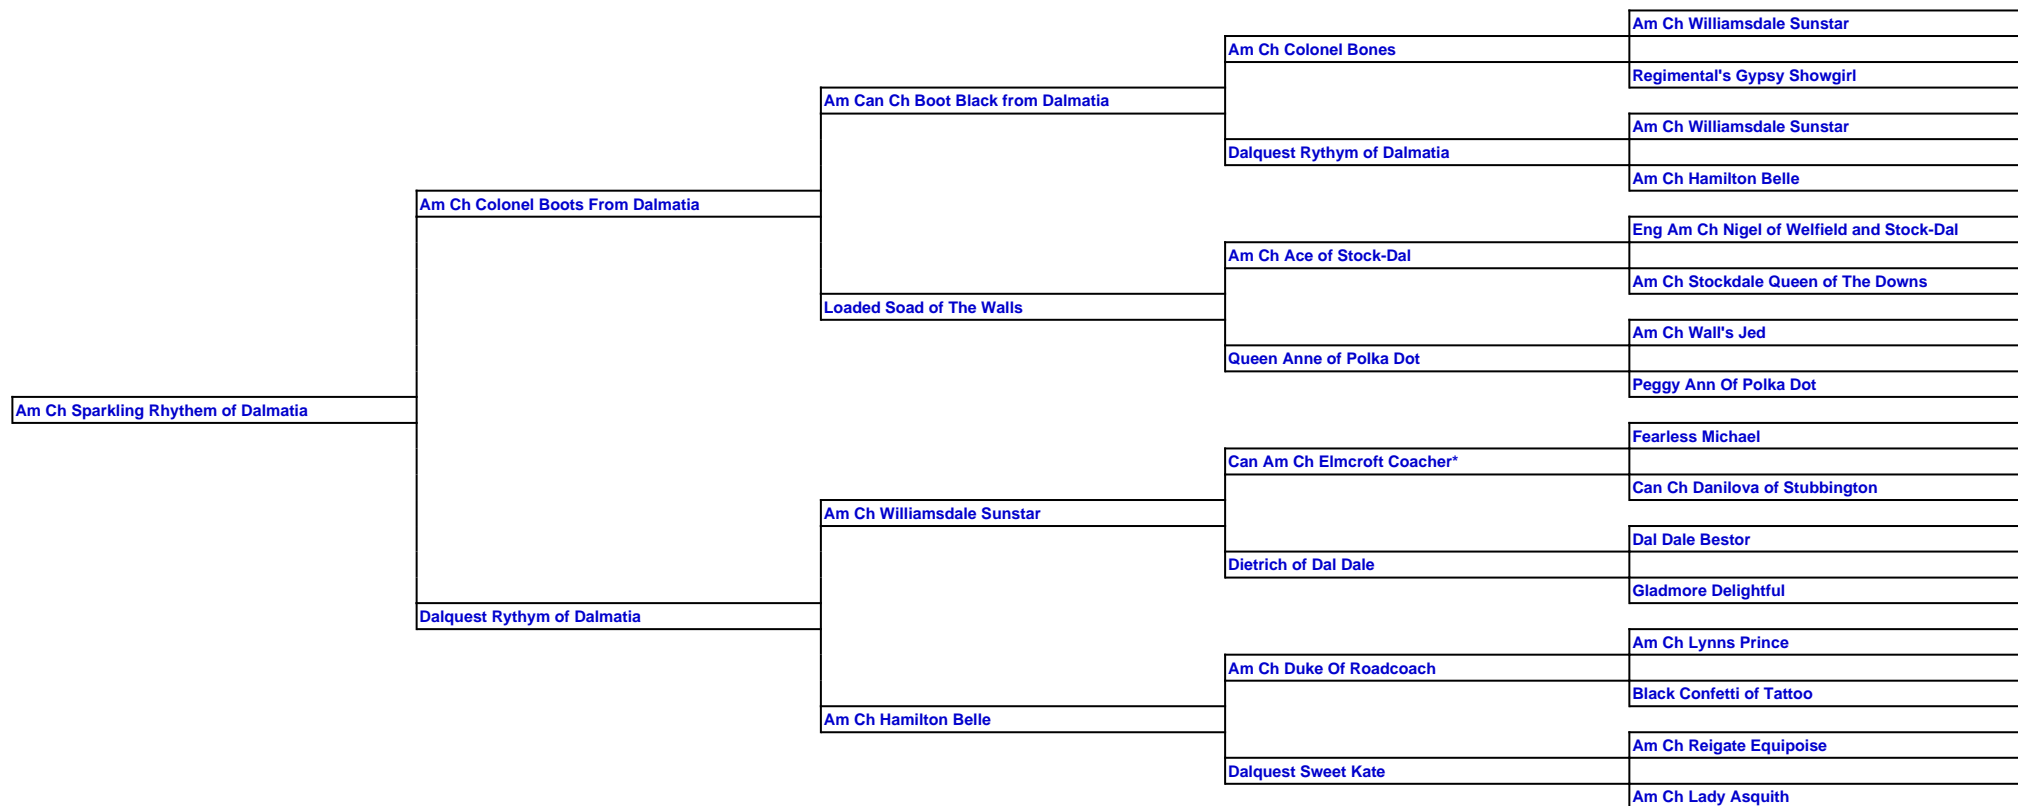 Am Ch Williamsdale Sunstar
Am Ch Colonel Bones
Regimental's Gypsy Showgirl
Am Can Ch Boot Black from Dalmatia
Am Ch Williamsdale Sunstar
Dalquest Rythym of Dalmatia
Am Ch Hamilton Belle
Am Ch Colonel Boots From Dalmatia
Eng Am Ch Nigel of Welfield and Stock-Dal
Am Ch Ace of Stock-Dal
Am Ch Stockdale Queen of The Downs
Loaded Soad of The Walls
Am Ch Wall's Jed
Queen Anne of Polka Dot
Peggy Ann Of Polka Dot
Am Ch Sparkling Rhythem of Dalmatia
Fearless Michael
Can Am Ch Elmcroft Coacher*
Can Ch Danilova of Stubbington
Am Ch Williamsdale Sunstar
Dal Dale Bestor
Dietrich of Dal Dale
Gladmore Delightful
Dalquest Rythym of Dalmatia
Am Ch Lynns Prince
Am Ch Duke Of Roadcoach
Black Confetti of Tattoo
Am Ch Hamilton Belle
Am Ch Reigate Equipoise
Dalquest Sweet Kate
Am Ch Lady Asquith